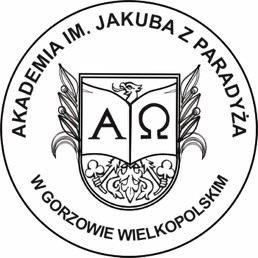 AKADEMIA IM. JAKUBA Z PARADYŻA
Α Ω
W GORZOWIE WIELKOPOLSKIM